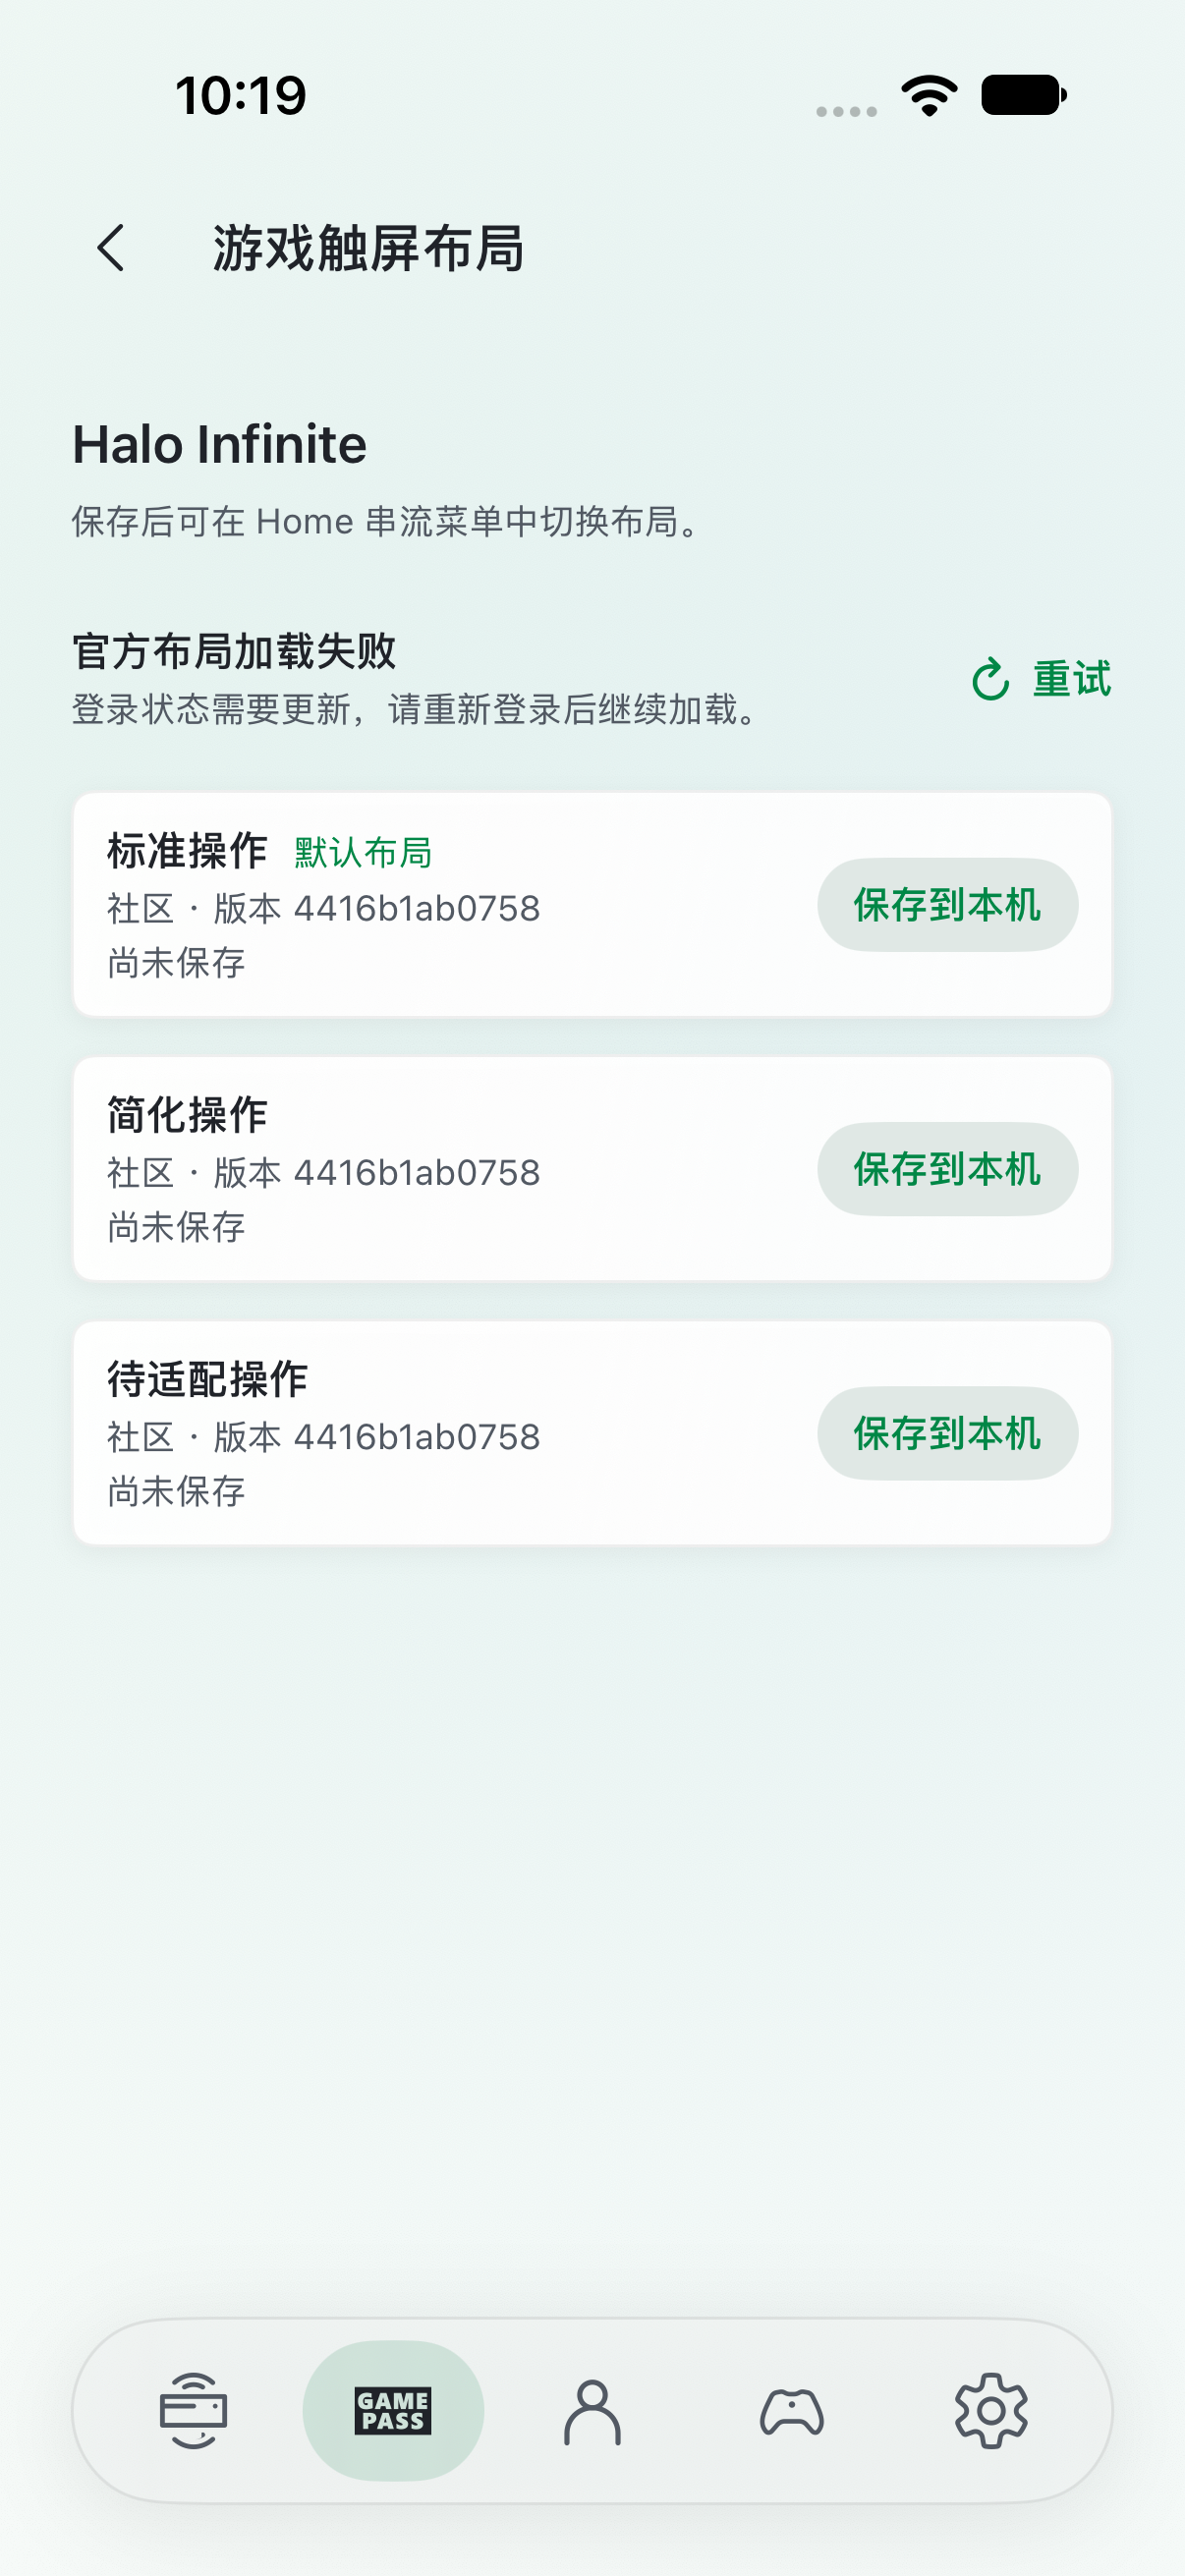 10:19
游戏触屏布局
Halo Infinite
保存后可在 Home 串流菜单中切换布局。
官方布局加载失败
登录状态需要更新，请重新登录后继续加载。
重试
标准操作 默认布局
社区 · 版本 4416b1ab0758
尚未保存
保存到本机
简化操作
社区 · 版本 4416b1ab0758
尚未保存
保存到本机
待适配操作
社区 · 版本 4416b1ab0758
尚未保存
保存到本机
GAME
PASS